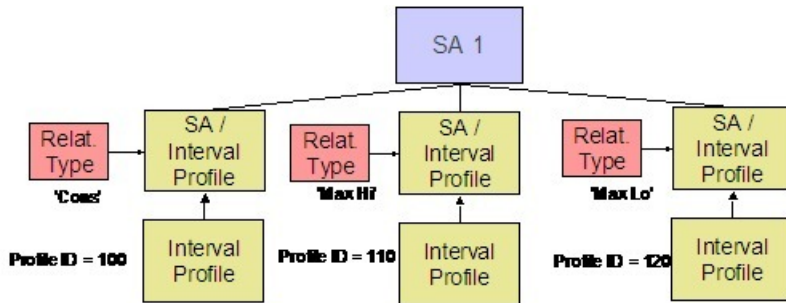 SA 1
Relat.
Type
'Cons'
SA /
Interval
Profile
Relat.
Type
'Max Hi'
SA /
Interval
Profile
Relat.
Type
'Max Lo'
SA /
Interval
Profile
Profile ID = 100
Interval
Profile
Profile ID = 110
Interval
Profile
Profile ID = 120
Interval
Profile